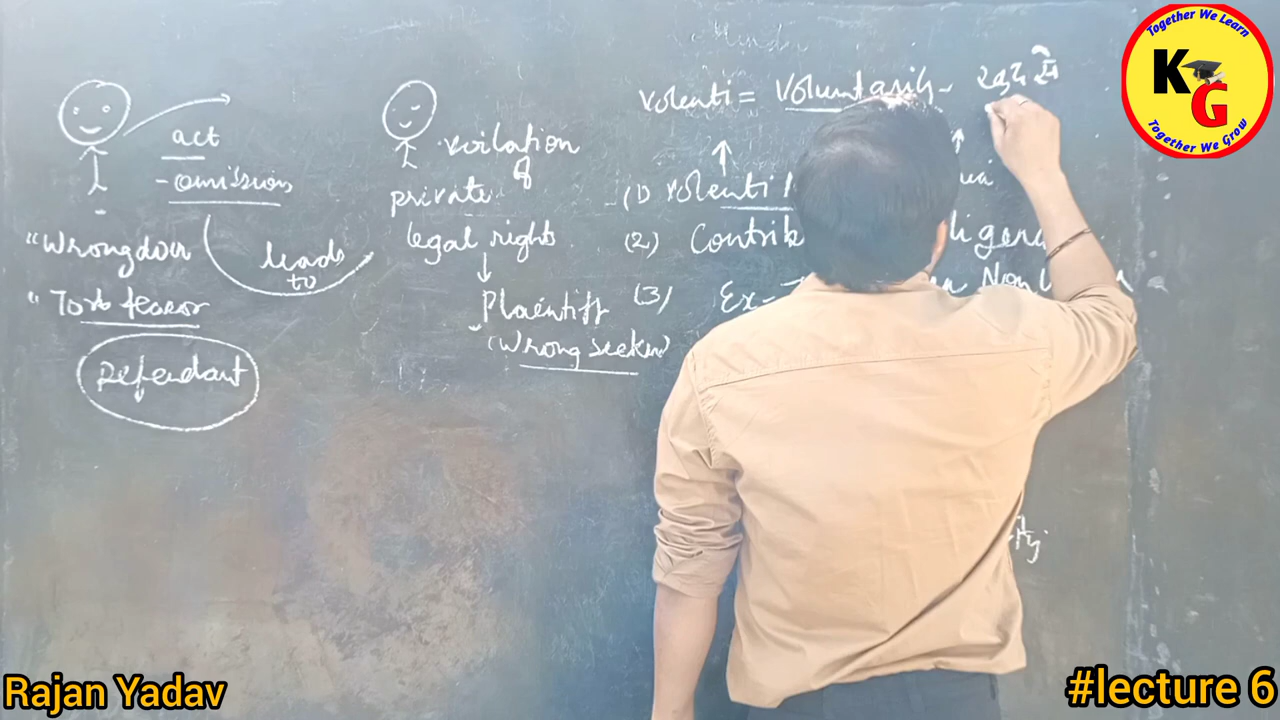 act
- omission
"Wrongdoer
" Tort feasor
Defendant
leads
to
voilation
of
private
legal rights
Plaintiff
(Wrong seeker)
Volenti = Voluntarily -
(1) Volenti
(2) Contrib
(3) Ex-
Together We Learn
KG
Together We Grow
Rajan Yadav
#lecture 6